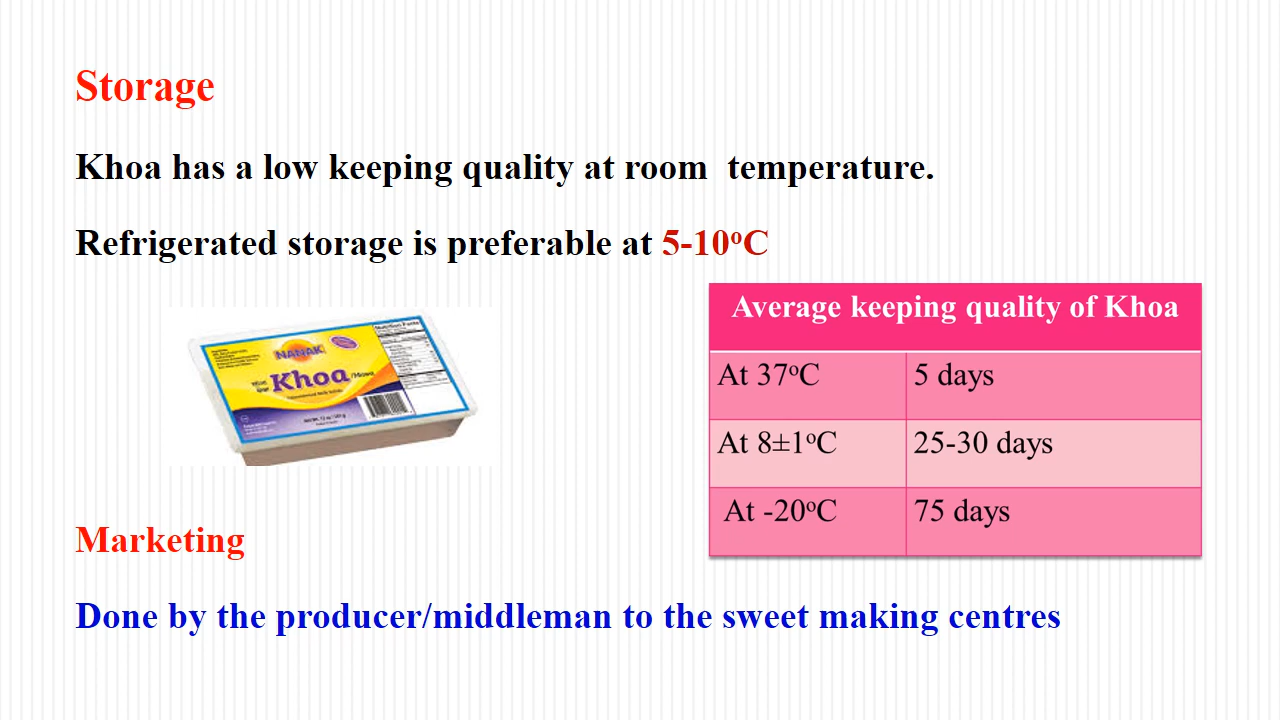 Storage
Khoa has a low keeping quality at room  temperature.
Refrigerated storage is preferable at 5-10ºC
Average keeping quality of Khoa
At 37ºC 5 days
At 8±1ºC 25-30 days
At -20ºC 75 days
NANAK
Khoa
Nutrition Facts
Marketing
Done by the producer/middleman to the sweet making centres